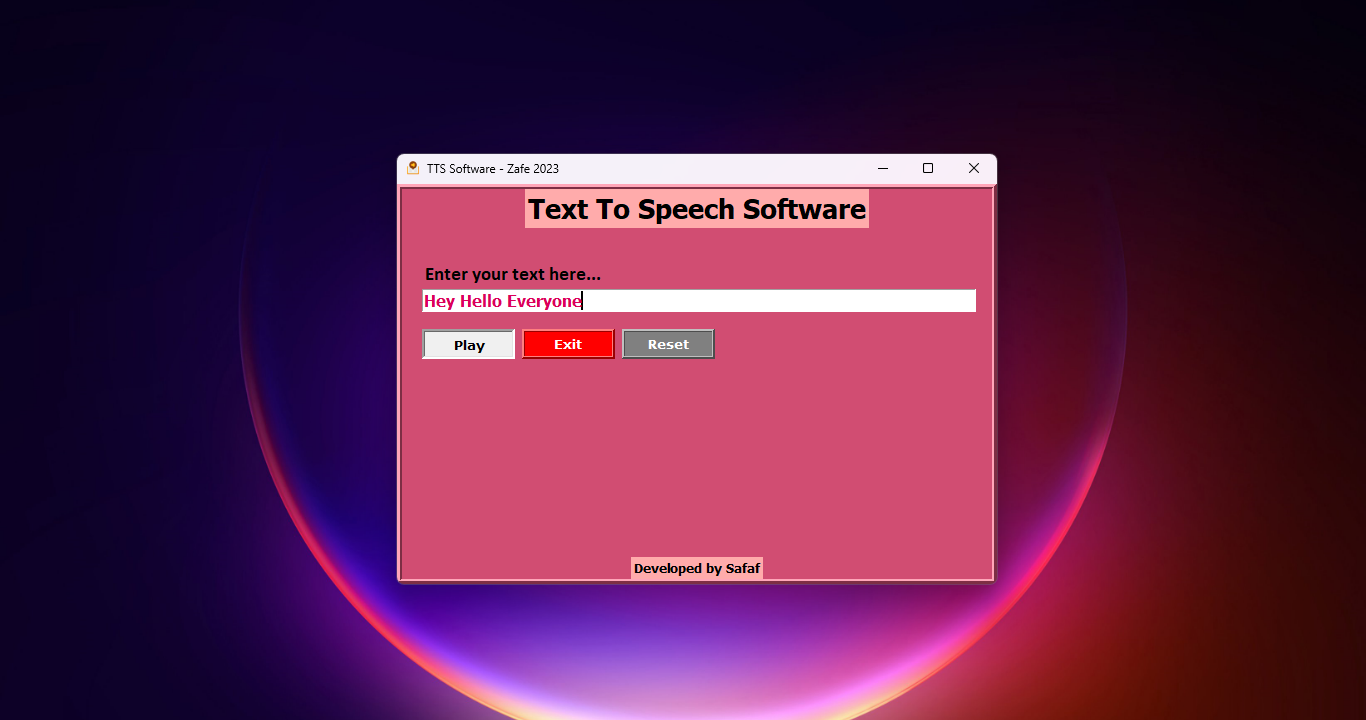 TTS Software - Zafe 2023
Text To Speech Software
Enter your text here...
Hey Hello Everyone
Play Exit Reset
Developed by Safaf